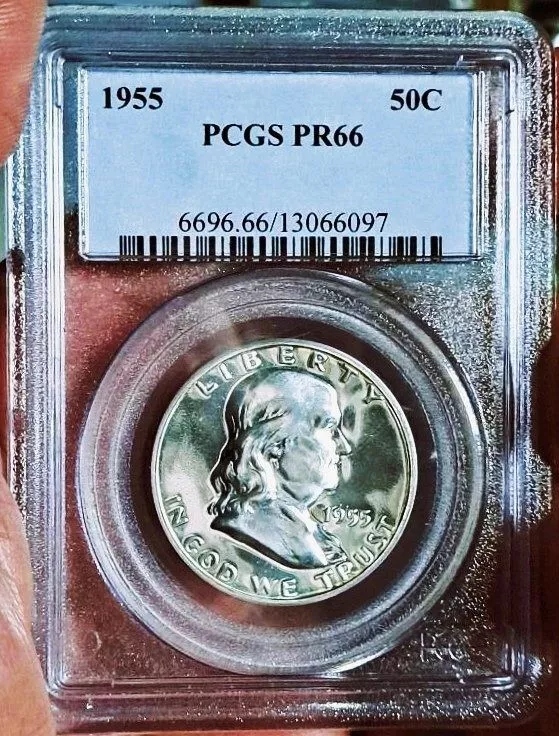 1955 50C
PCGS PR66
6696.66/13066097
LIBERTY
1955
IN GOD WE TRUST